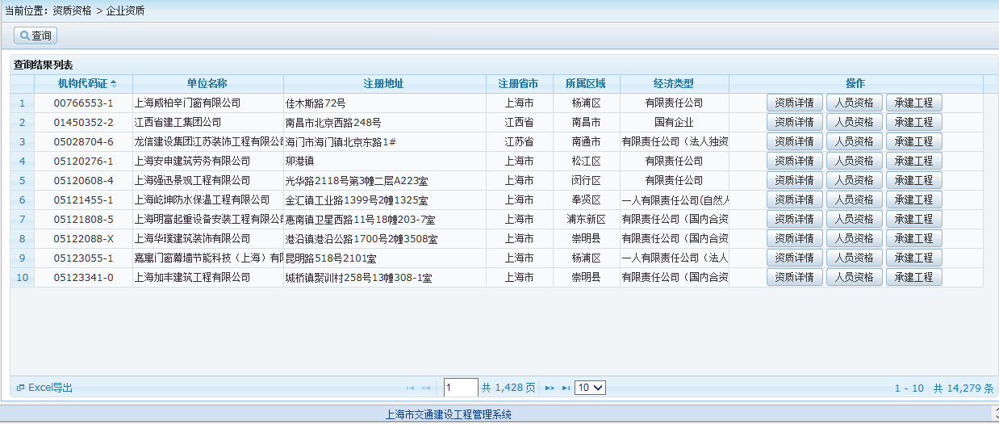 当前位置：资质资格 > 企业资质
查询
查询结果列表
机构代码证 单位名称 注册地址 注册省市 所属区域 经济类型 操作
1 00766553-1 上海威柏辛门窗有限公司 佳木斯路72号 上海市 杨浦区 有限责任公司 资质详情 人员资格 承建工程
2 01450352-2 江西省建工集团公司 南昌市北京西路248号 江西省 南昌市 国有企业 资质详情 人员资格 承建工程
3 05028704-6 龙信建设集团江苏装饰工程有限公司 海门市海门镇北京东路1# 江苏省 南通市 有限责任公司（法人独资 资质详情 人员资格 承建工程
4 05120276-1 上海安申建筑劳务有限公司 泖港镇 上海市 松江区 有限责任公司 资质详情 人员资格 承建工程
5 05120608-4 上海强迅景观工程有限公司 光华路2118号第3幢二层A223室 上海市 闵行区 有限责任公司 资质详情 人员资格 承建工程
6 05121455-1 上海屹坤防水保温工程有限公司 金汇镇工业路1399号2幢1325室 上海市 奉贤区 一人有限责任公司(自然人 资质详情 人员资格 承建工程
7 05121808-5 上海明富起重设备安装工程有限公司 惠南镇卫星西路11号18幢203-7室 上海市 浦东新区 有限责任公司（国内合资 资质详情 人员资格 承建工程
8 05122088-X 上海华璞建筑装饰有限公司 港沿镇港沿公路1700号2幢3508室 上海市 崇明县 有限责任公司（国内合资 资质详情 人员资格 承建工程
9 05123055-1 嘉寓门窗幕墙节能科技（上海）有限 昆明路518号2101室 上海市 杨浦区 一人有限责任公司（法人 资质详情 人员资格 承建工程
10 05123341-0 上海加丰建筑工程有限公司 城桥镇聚训村258号13幢308-1室 上海市 崇明县 有限责任公司（国内合资 资质详情 人员资格 承建工程
Excel导出 1 共 1,428 页 10 1 - 10 共 14,279 条
上海市交通建设工程管理系统